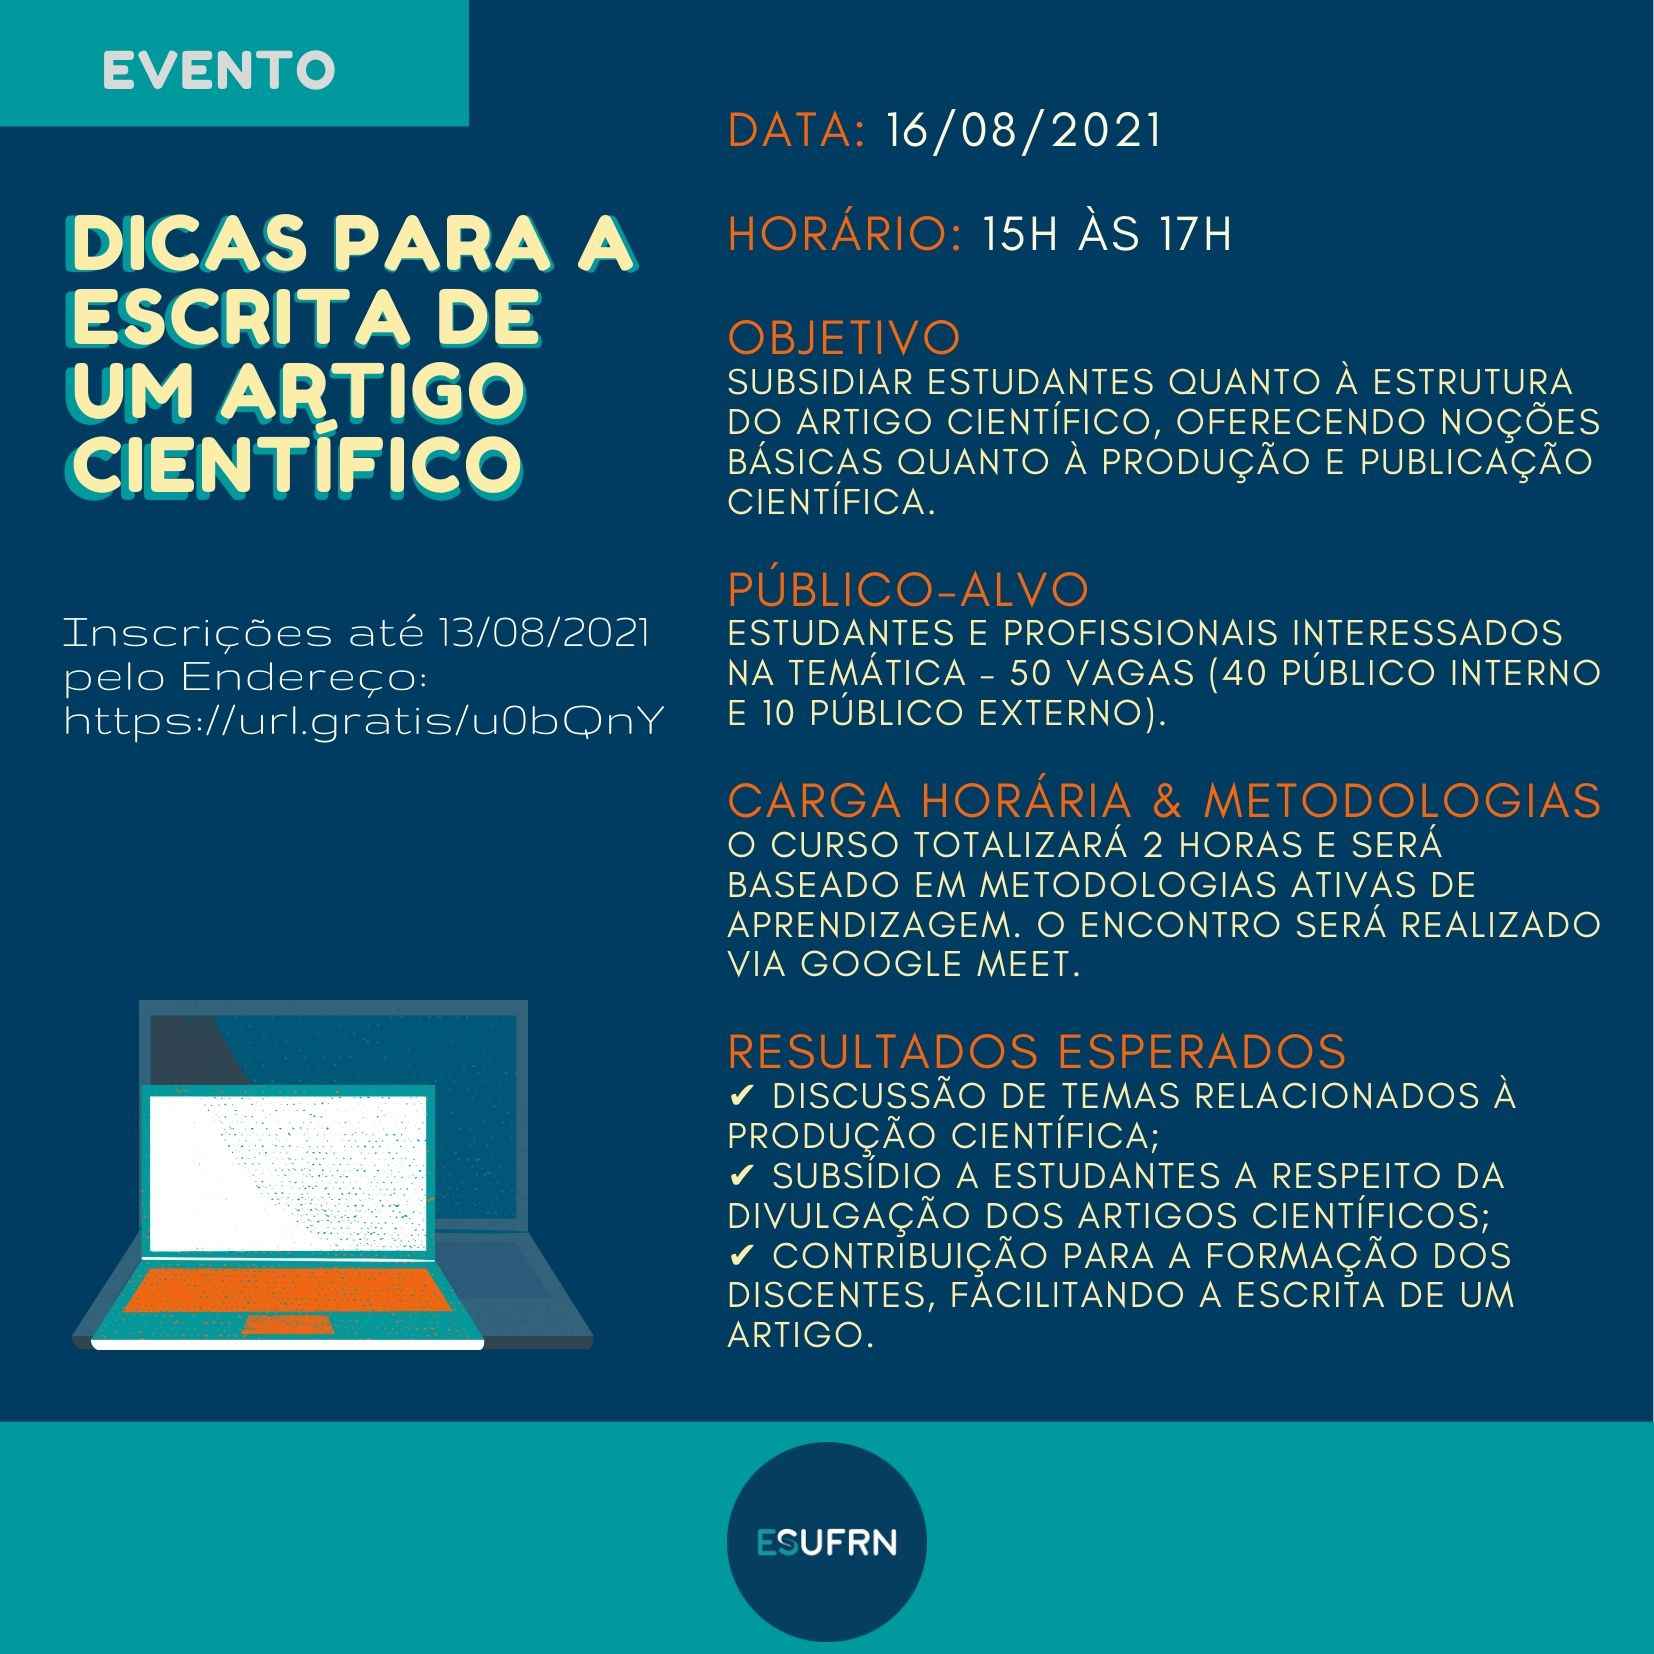 EVENTO
DICAS PARA A
ESCRITA DE
UM ARTIGO
CIENTÍFICO
Inscrições até 13/08/2021
pelo Endereço:
https://url.gratis/u0bQnY
DATA: 16/08/2021
HORÁRIO: 15H ÀS 17H
OBJETIVO
SUBSIDIAR ESTUDANTES QUANTO À ESTRUTURA
DO ARTIGO CIENTÍFICO, OFERECENDO NOÇÕES
BÁSICAS QUANTO À PRODUÇÃO E PUBLICAÇÃO
CIENTÍFICA.
PÚBLICO-ALVO
ESTUDANTES E PROFISSIONAIS INTERESSADOS
NA TEMÁTICA - 50 VAGAS (40 PÚBLICO INTERNO
E 10 PÚBLICO EXTERNO).
CARGA HORÁRIA & METODOLOGIAS
O CURSO TOTALIZARÁ 2 HORAS E SERÁ
BASEADO EM METODOLOGIAS ATIVAS DE
APRENDIZAGEM. O ENCONTRO SERÁ REALIZADO
VIA GOOGLE MEET.
RESULTADOS ESPERADOS
✔ DISCUSSÃO DE TEMAS RELACIONADOS À
PRODUÇÃO CIENTÍFICA;
✔ SUBSÍDIO A ESTUDANTES A RESPEITO DA
DIVULGAÇÃO DOS ARTIGOS CIENTÍFICOS;
✔ CONTRIBUIÇÃO PARA A FORMAÇÃO DOS
DISCENTES, FACILITANDO A ESCRITA DE UM
ARTIGO.
ESUFRN